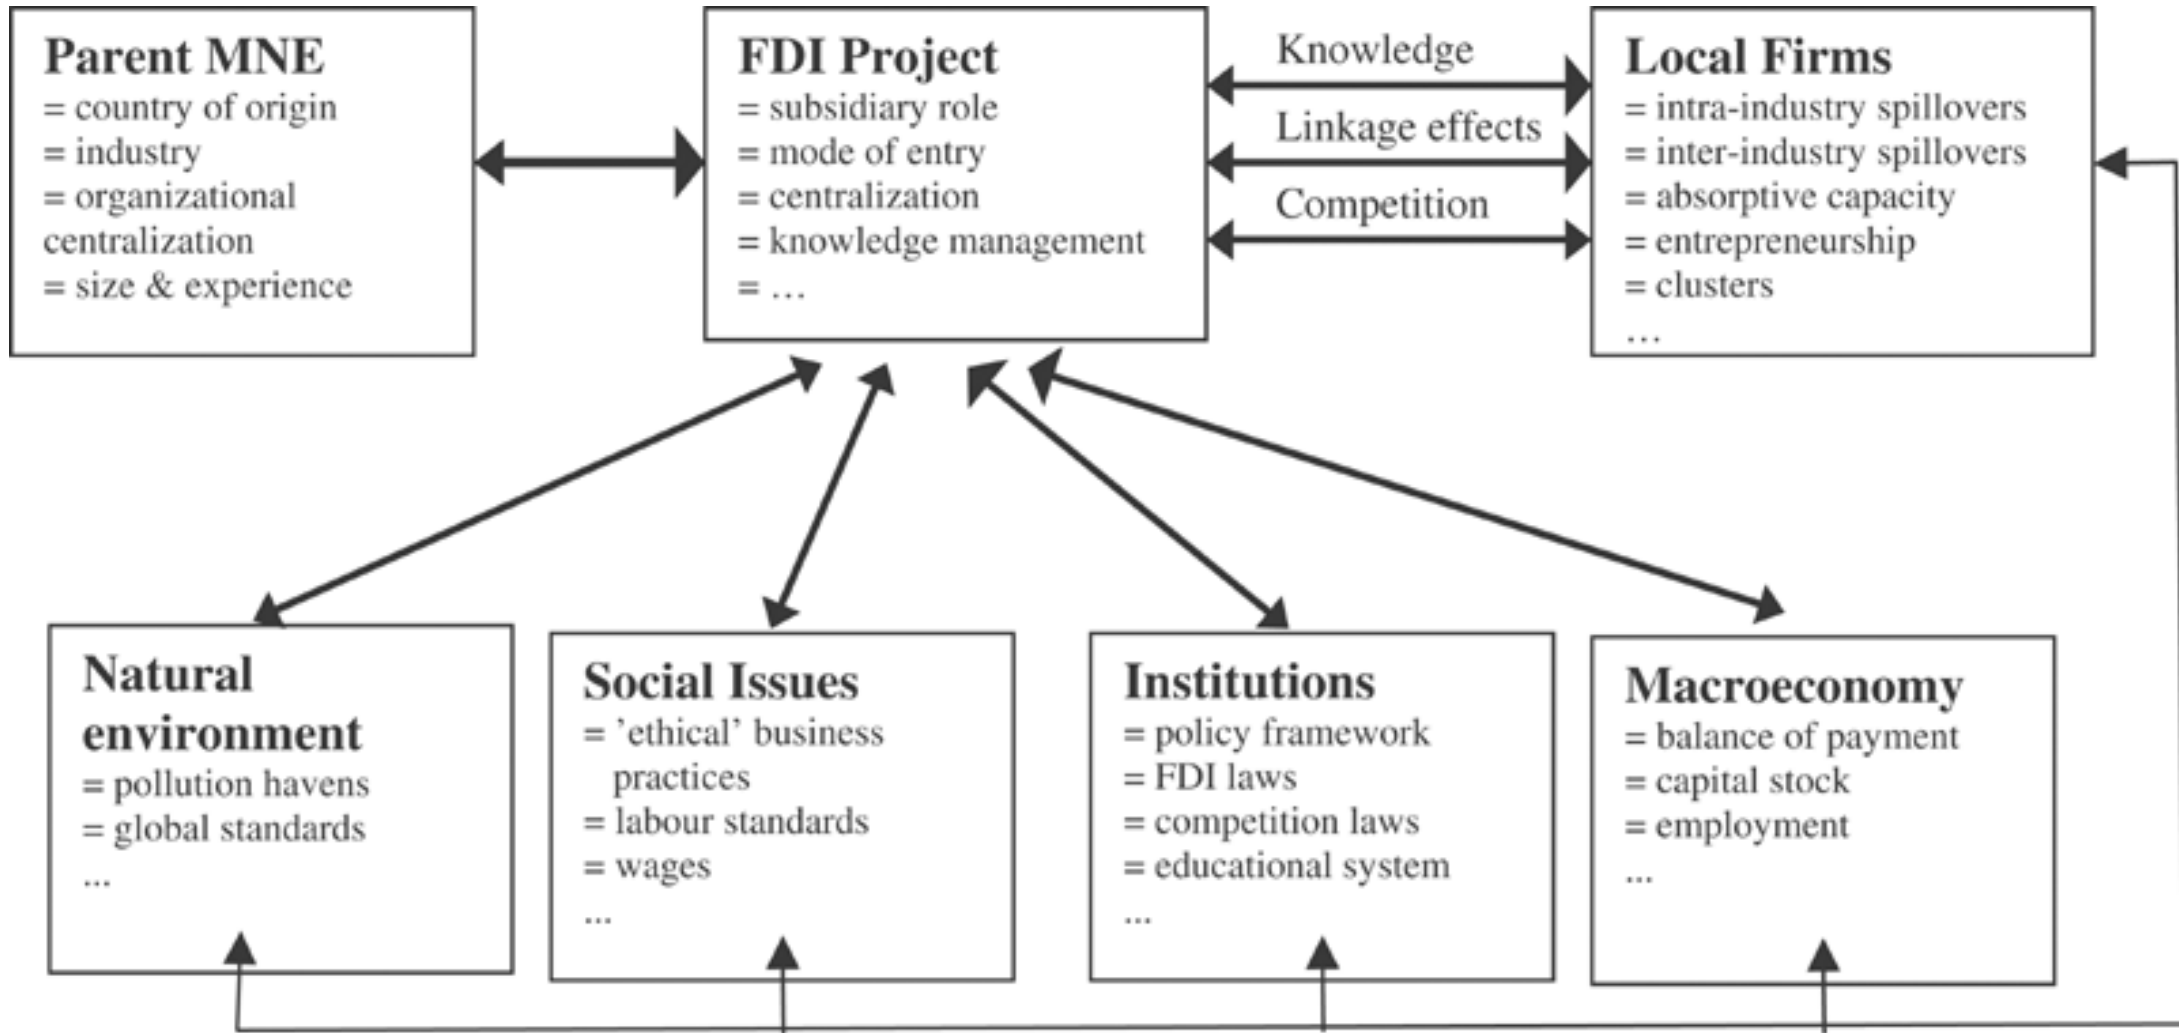 Parent MNE
= country of origin
= industry
= organizational
centralization
= size & experience
FDI Project
= subsidiary role
= mode of entry
= centralization
= knowledge management
= …
Knowledge
Linkage effects
Competition
Local Firms
= intra-industry spillovers
= inter-industry spillovers
= absorptive capacity
= entrepreneurship
= clusters
…
Natural
environment
= pollution havens
= global standards
...
Social Issues
= ’ethical’ business
practices
= labour standards
= wages
...
Institutions
= policy framework
= FDI laws
= competition laws
= educational system
...
Macroeconomy
= balance of payment
= capital stock
= employment
...